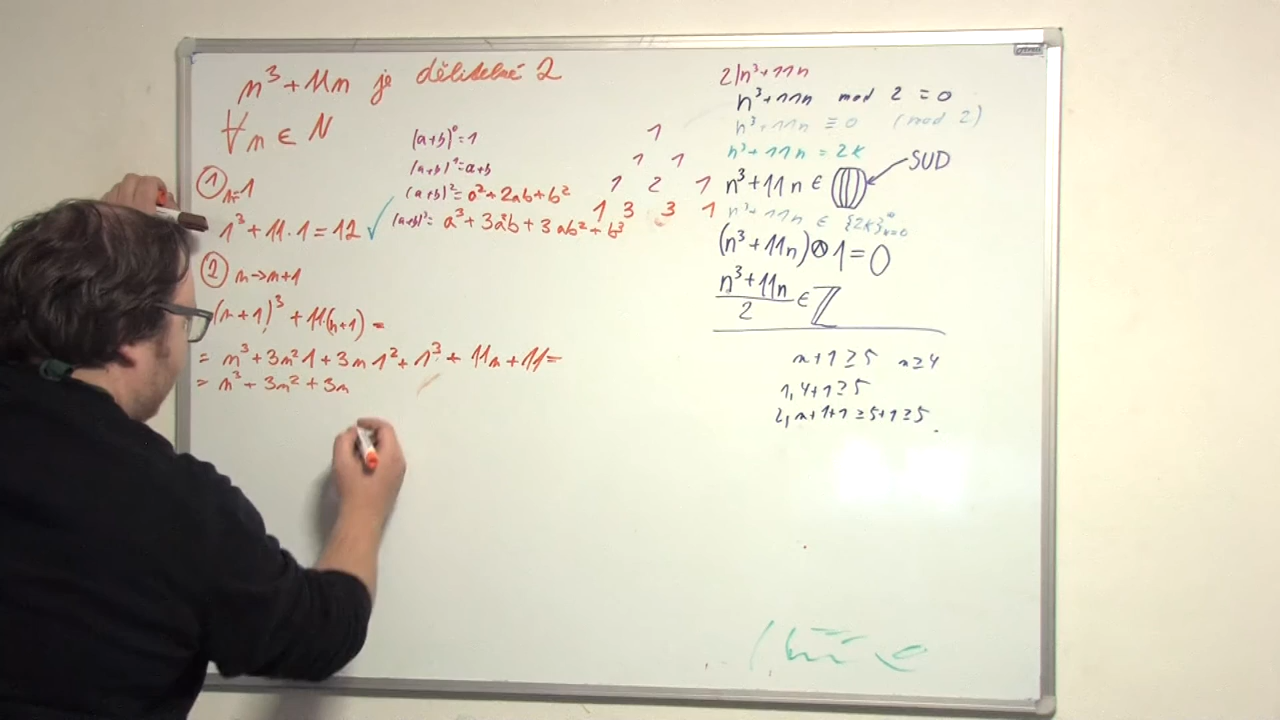 n³ + 11n je dělitelné 2
∀n ∈ N
① n=1
1³ + 11·1 = 12 ✓
② n→n+1
(n+1)³ + 11·(n+1) =
= n³ + 3n²1 + 3n1² + 1³ + 11n + 11 =
= n³ + 3n² + 3n
(a+b)⁰ = 1
(a+b)¹ = a+b
(a+b)² = a² + 2ab + b²
(a+b)³ = a³ + 3a²b + 3ab² + b³
1
1 1
1 2 1
1 3 3 1
2|n³+11n
n³+11n mod 2 = 0
n³+11n ≡ 0 (mod 2)
n³+11n = 2k
n³+11n ∈
SUD
n³+11n ∈ {2k}
(n³+11n) 1 = 0
n³+11n
2
∈ ℤ
n+1 ≥ 5 n ≥ 4
1, 4+1 ≥ 5
2, n+1+1 ≥ 5+1 ≥ 5